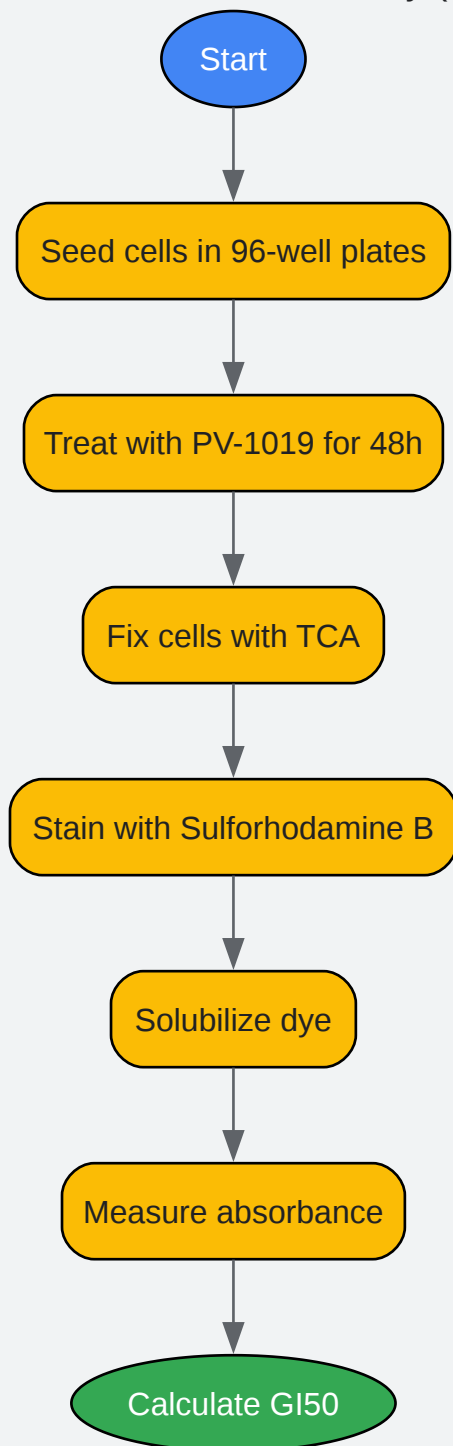 Start
Seed cells in 96-well plates
Treat with PV-1019 for 48h
Fix cells with TCA
Stain with Sulforhodamine B
Solubilize dye
Measure absorbance
Calculate GI50